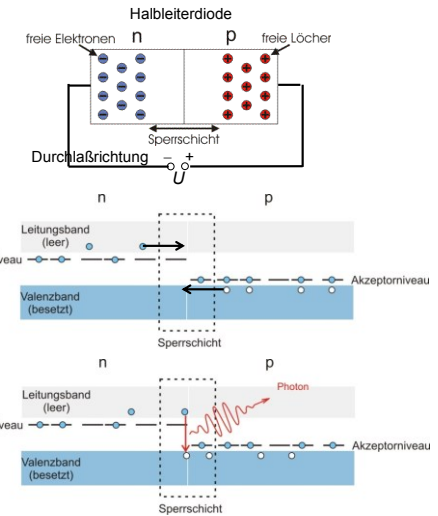 Halbleiterdiode
freie Elektronen n p freie Löcher
Sperrschicht
Durchlaßrichtung − +
U
n p
Leitungsband
(leer)
veau
Akzeptorniveau
Valenzband
(besetzt)
Sperrschicht
n p
Photon
Leitungsband
(leer)
veau
Akzeptorniveau
Valenzband
(besetzt)
Sperrschicht